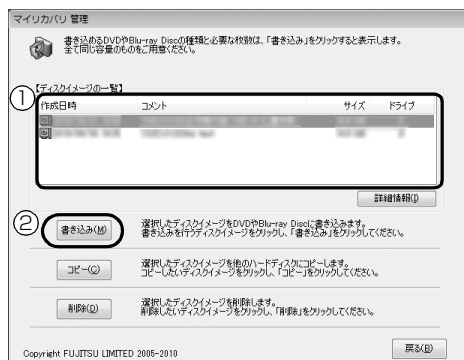 マイリカバリ 管理
書き込めるDVDやBlu-ray Discの種類と必要な枚数は、「書き込み」をクリックすると表示します。
全て同じ容量のものをご用意ください。
【ディスクイメージの一覧】
①
作成日時 コメント サイズ ドライブ
詳細情報(I)
②
書き込み(M)
選択したディスクイメージをDVDやBlu-ray Discに書き込みます。
書き込みを行うディスクイメージをクリックし、「書き込み」をクリックしてください。
コピー(C)
選択したディスクイメージを他のハードディスクにコピーします。
コピーしたいディスクイメージをクリックし、「コピー」をクリックしてください。
削除(D)
選択したディスクイメージを削除します。
削除したいディスクイメージをクリックし、「削除」をクリックしてください。
Copyright FUJITSU LIMITED 2005-2010
戻る(B)